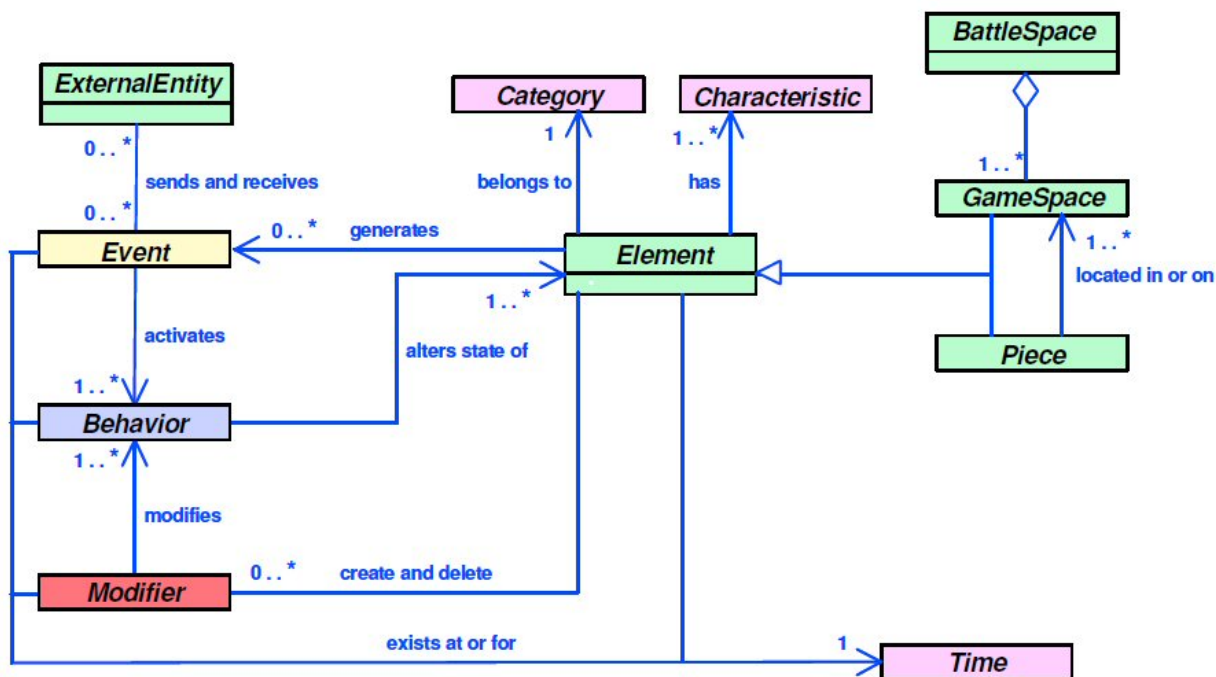 BattleSpace
ExternalEntity
Category
Characteristic
0..*
1
1..*
1..*
sends and receives
belongs to
has
GameSpace
0..*
0..*
generates
Event
Element
1..*
located in or on
1..*
activates
alters state of
Piece
1..*
Behavior
1..*
modifies
0..*
create and delete
Modifier
exists at or for
1
Time